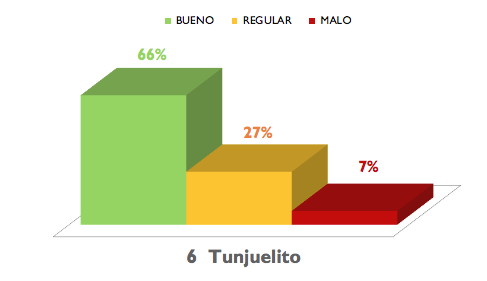 BUENO REGULAR MALO
66%
27%
7%
6 Tunjuelito